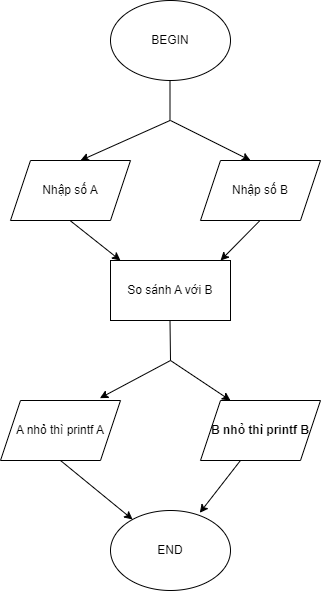 BEGIN
Nhập số A
Nhập số B
So sánh A với B
A nhỏ thì printf A
B nhỏ thì printf B
END